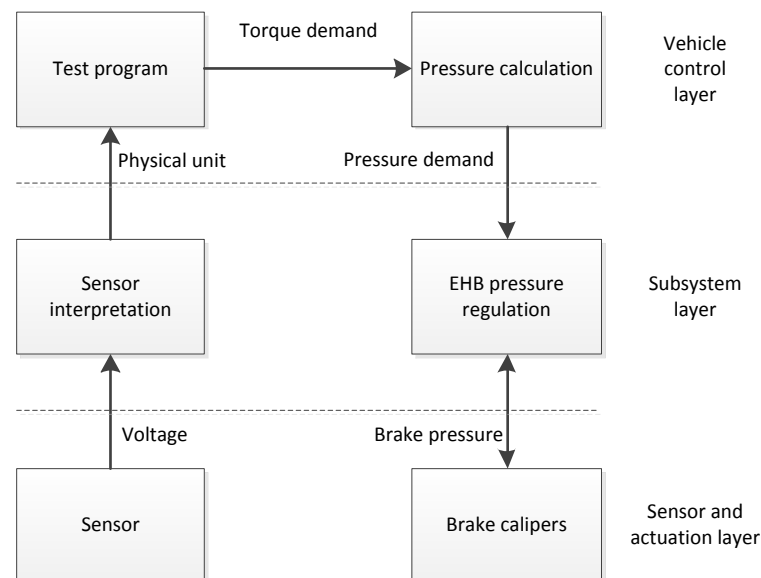 Torque demand
Test program
Pressure calculation
Vehicle
control
layer
Physical unit
Pressure demand
Sensor
interpretation
EHB pressure
regulation
Subsystem
layer
Voltage
Brake pressure
Sensor
Brake calipers
Sensor and
actuation layer